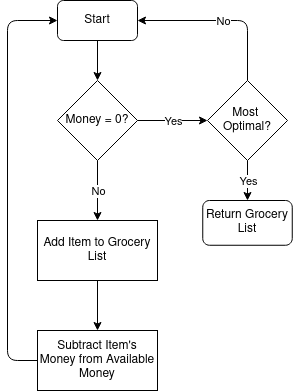 Start
No
Money = 0?
Yes
Most
Optimal?
No
Yes
Add Item to Grocery
List
Return Grocery
List
Subtract Item's
Money from Available
Money